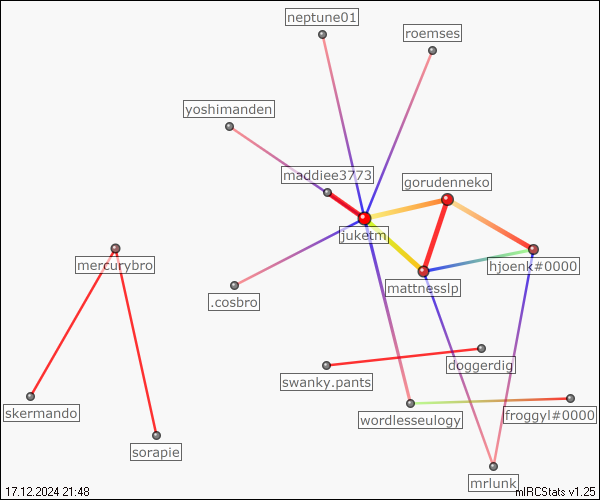 neptune01
roemses
yoshimanden
maddiee3773
gorudenneko
juketm
mercurybro
hjoenk#0000
mattnesslp
.cosbro
doggerdig
swanky.pants
skermando
froggyl#0000
wordlesseulogy
sorapie
mrlunk
17.12.2024 21:48
mIRCStats v1.25